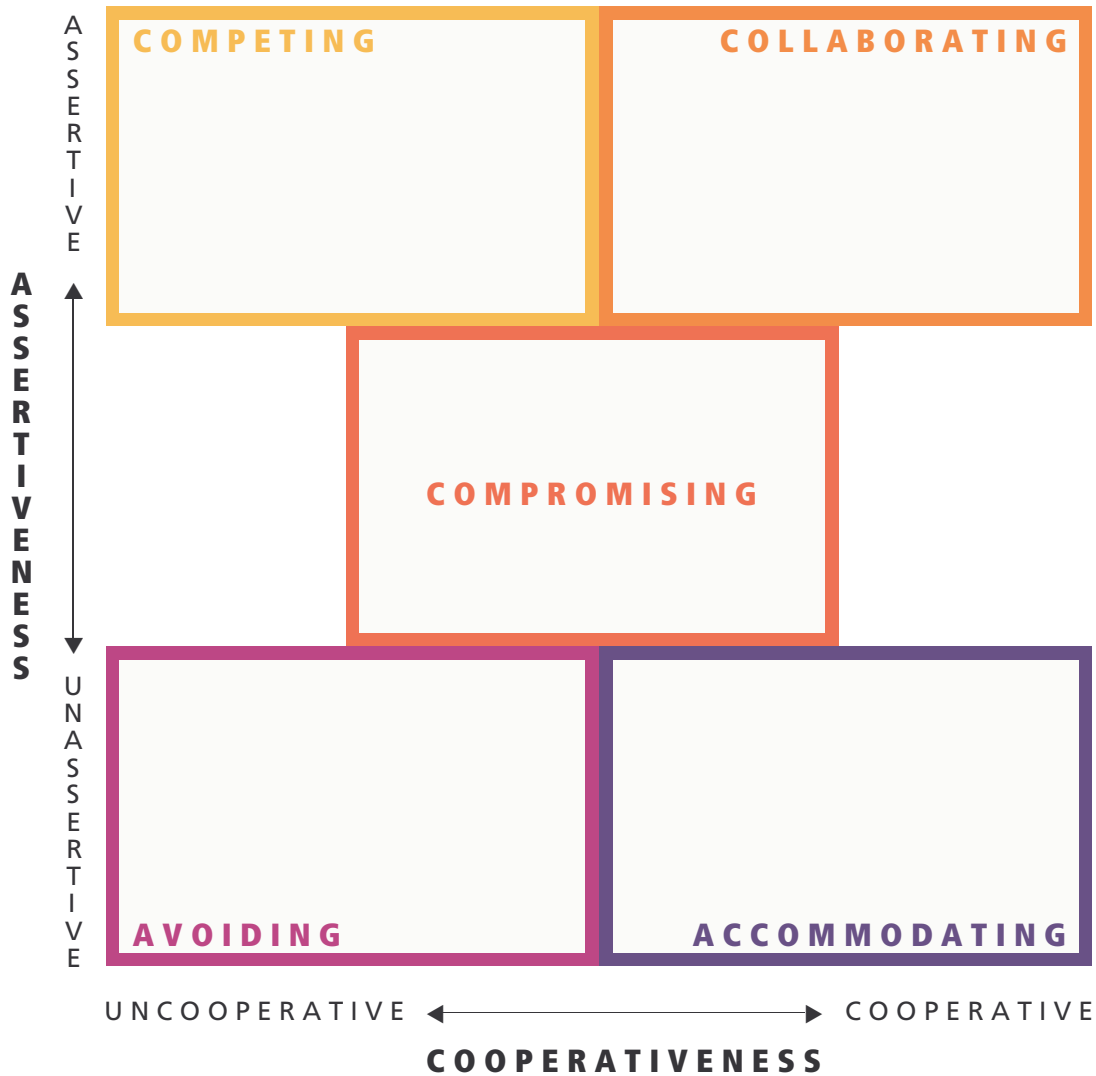 ASSERTIVE
COMPETING
COLLABORATING
ASSERTIVENESS
COMPROMISING
UNASSERTIVE
AVOIDING
ACCOMMODATING
UNCOOPERATIVE
COOPERATIVE
COOPERATIVENESS